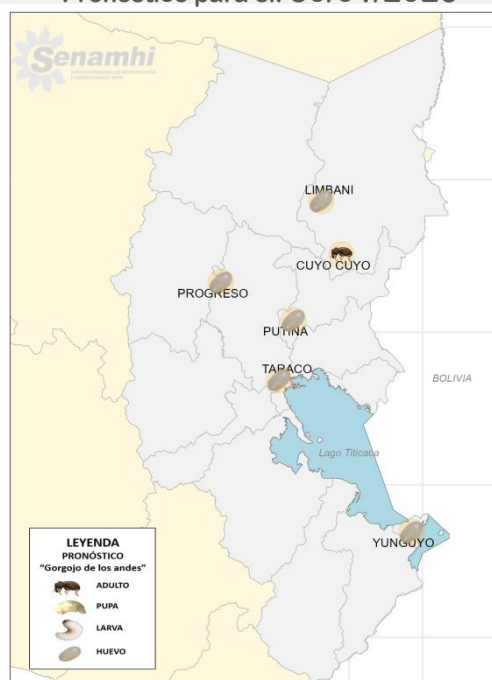 Senamhi
LIMBANI
CUYO CUYO
PROGRESO
PUTINA
TARACO
BOLIVIA
Lago Titicaca
YUNGUYO
LEYENDA
PRONÓSTICO
"Gorgojo de los andes"
ADULTO
PUPA
LARVA
HUEVO